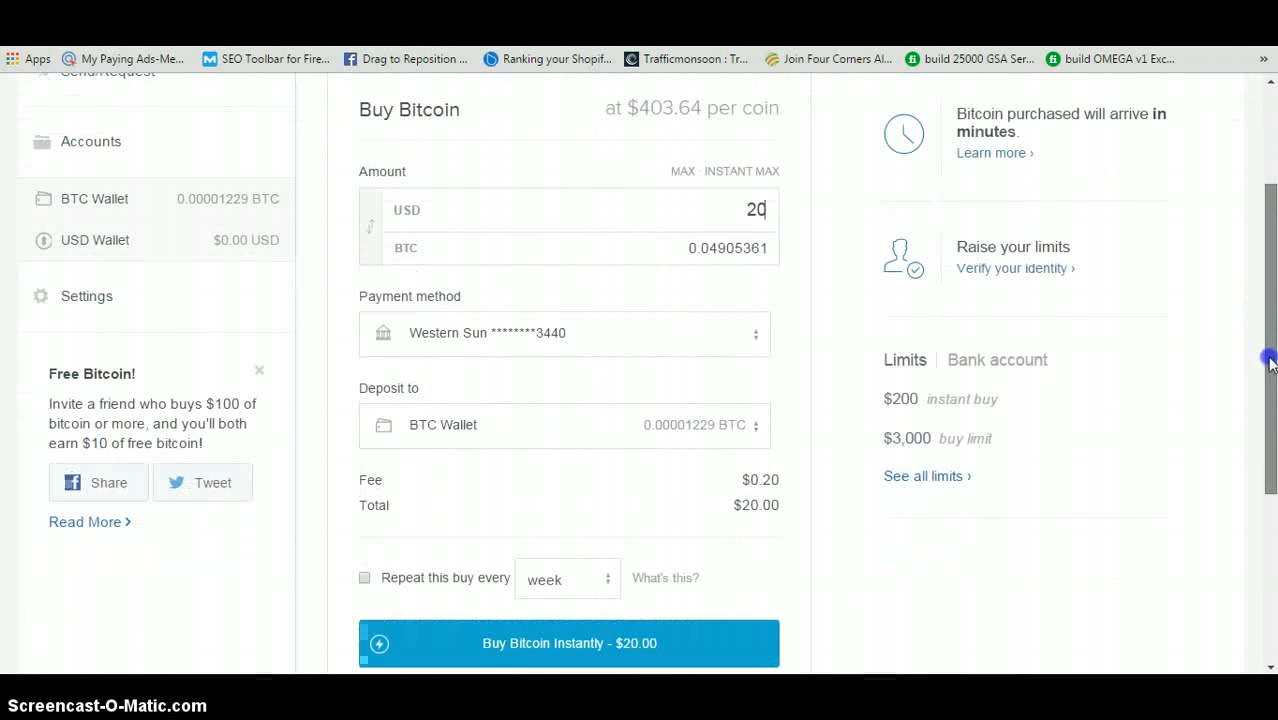 Apps My Paying Ads-Me... SEO Toolbar for Fire... Drag to Reposition ... Ranking your Shopif... Trafficmonsoon : Tr... Join Four Corners Al... build 25000 GSA Ser... build OMEGA v1 Exc... »
Send/Request
Accounts
BTC Wallet 0.00001229 BTC
USD Wallet $0.00 USD
Settings
Free Bitcoin!
Invite a friend who buys $100 of
bitcoin or more, and you'll both
earn $10 of free bitcoin!
Share Tweet
Read More ›
Buy Bitcoin at $403.64 per coin
Amount MAX · INSTANT MAX
USD 20
BTC 0.04905361
Payment method
Western Sun ********3440
Deposit to
BTC Wallet 0.00001229 BTC
Fee $0.20
Total $20.00
Repeat this buy every week What's this?
Buy Bitcoin Instantly - $20.00
Bitcoin purchased will arrive in
minutes.
Learn more ›
Raise your limits
Verify your identity ›
Limits Bank account
$200 instant buy
$3,000 buy limit
See all limits ›
Screencast-O-Matic.com